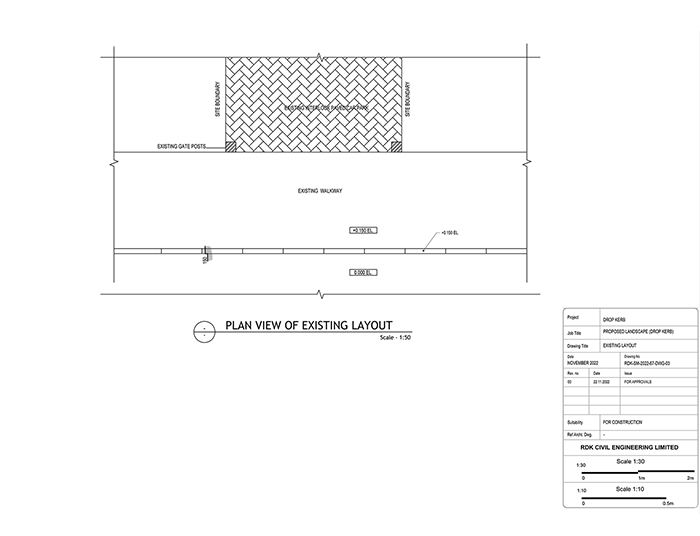 SITE BOUNDARY
SITE BOUNDARY
EXISTING INTERLOCK PAVED CAR PARK
EXISTING GATE POSTS
EXISTING WALKWAY
+0.150 EL
+0.150 EL
0.000 EL
PLAN VIEW OF EXISTING LAYOUT
Scale - 1:50
Project DROP KERB
Job Title PROPOSED LANDSCAPE (DROP KERB)
Drawing Title EXISTING LAYOUT
Date Drawing No
NOVEMBER 2022 RDK-SM-2022-57-DWG-03
Rev. no Date Issue
00 22.11.2022 FOR APPROVALS
Suitability FOR CONSTRUCTION
Ref Archt. Dwg. -
RDK CIVIL ENGINEERING LIMITED
Scale 1:30
1:30
0 1m 2m
Scale 1:10
1:10
0 0.5m